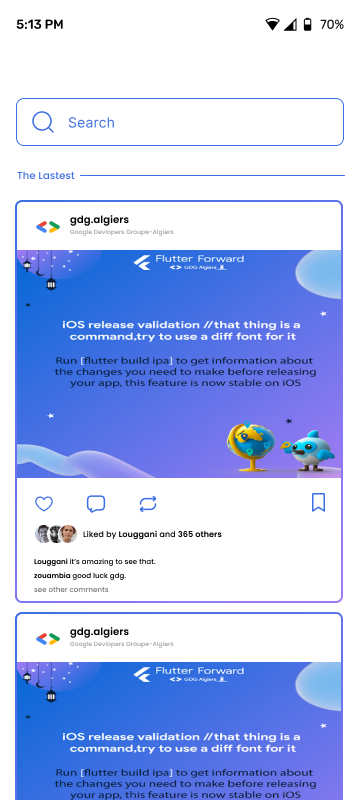 5:13 PM
70%
Search
The Lastest
gdg.algiers
Google Devlopers Groupe-Algiers
Flutter Forward
<> GDG Algiers
iOS release validation //that thing is a
command,try to use a diff font for it
Run [flutter build ipa] to get information about
the changes you need to make before releasing
your app, this feature is now stable on iOS
Liked by Louggani and 365 others
Louggani it's amazing to see that.
zouambia good luck gdg.
see other comments
gdg.algiers
Google Devlopers Groupe-Algiers
Flutter Forward
<> GDG Algiers
iOS release validation //that thing is a
command,try to use a diff font for it
Run [flutter build ipa] to get information about
the changes you need to make before releasing
your app, this feature is now stable on iOS